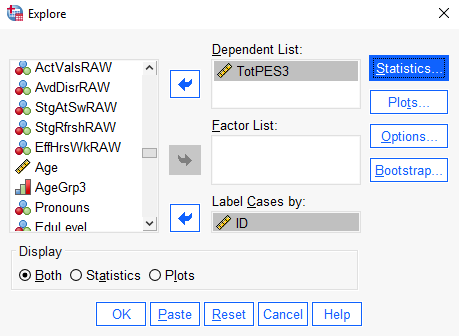 Explore
Dependent List:
ActValsRAW
AvdDisrRAW
StgAtSwRAW
StgRfrshRAW
EffHrsWkRAW
Age
AgeGrp3
Pronouns
EduLevel
TotPES3
Factor List:
Label Cases by:
ID
Statistics...
Plots...
Options...
Bootstrap...
Display
Both Statistics Plots
OK Paste Reset Cancel Help